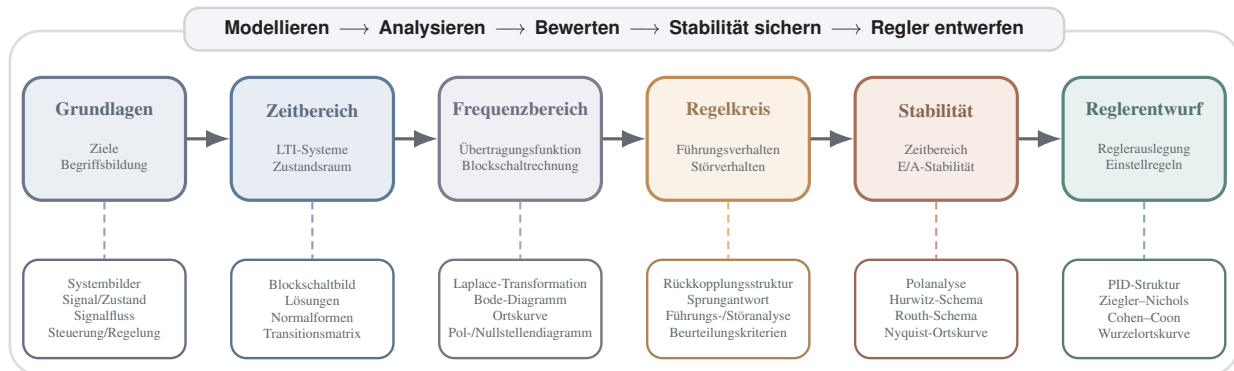 Modellieren → Analysieren → Bewerten → Stabilität sichern → Regler entwerfen
Grundlagen
Ziele
Begriffsbildung
Zeitbereich
LTI-Systeme
Zustandsraum
Frequenzbereich
Übertragungsfunktion
Blockschaltrechnung
Regelkreis
Führungsverhalten
Störverhalten
Stabilität
Zeitbereich
E/A-Stabilität
Reglerentwurf
Reglerauslegung
Einstellregeln
Systembilder
Signal/Zustand
Signalfluss
Steuerung/Regelung
Blockschaltbild
Lösungen
Normalformen
Transitionsmatrix
Laplace-Transformation
Bode-Diagramm
Ortskurve
Pol-/Nullstellendiagramm
Rückkopplungsstruktur
Sprungantwort
Führungs-/Störanalyse
Beurteilungskriterien
Polanalyse
Hurwitz-Schema
Routh-Schema
Nyquist-Ortskurve
PID-Struktur
Ziegler–Nichols
Cohen–Coon
Wurzelortskurve